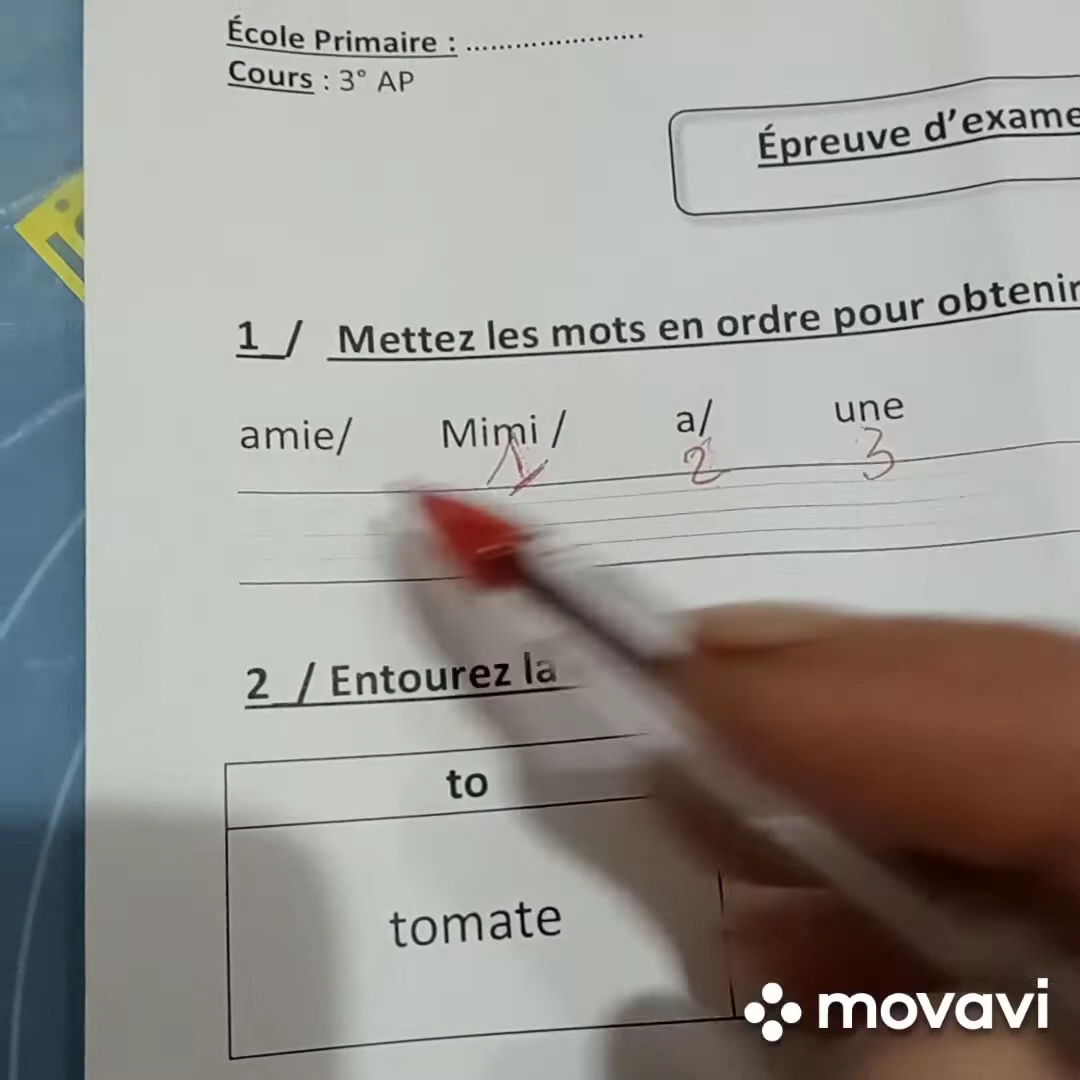 École Primaire : ......................
Cours : 3° AP
Épreuve d'exame
1 / Mettez les mots en ordre pour obtenir
amie/ Mimi / a/ une
1 2 3
2 / Entourez la
to
tomate
movavi